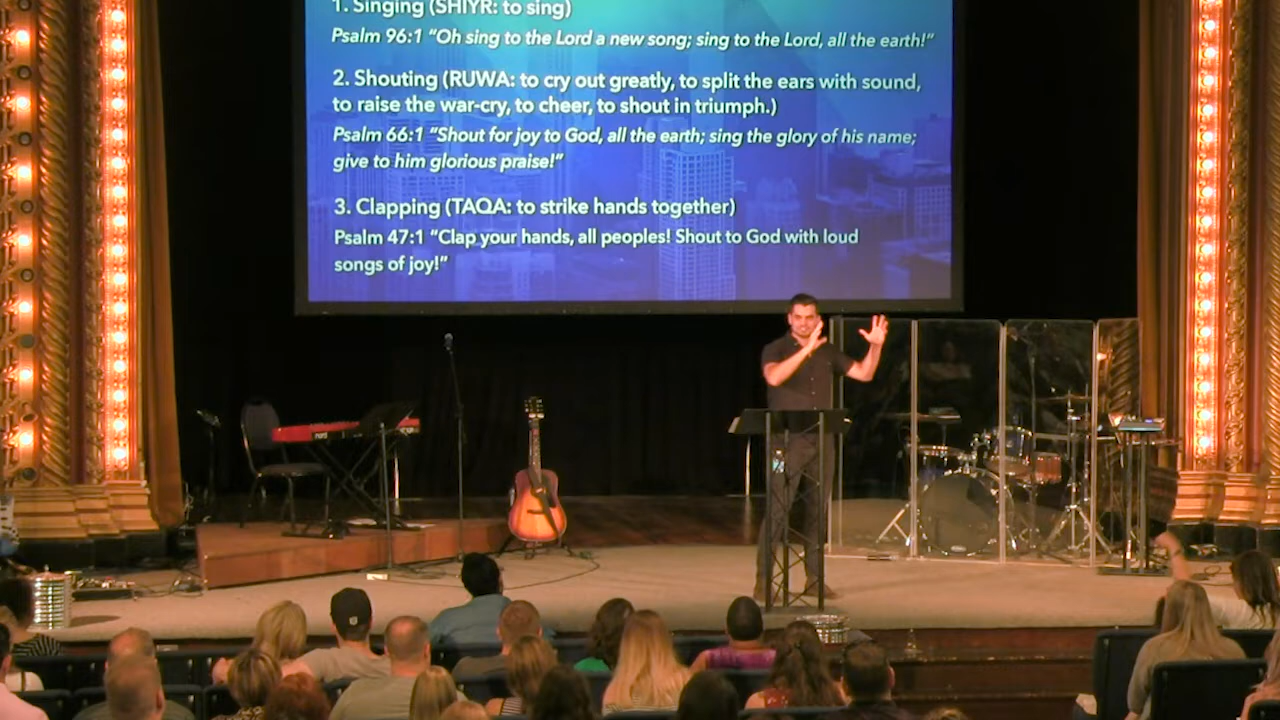 1. Singing (SHIYR: to sing)
Psalm 96:1 “Oh sing to the Lord a new song; sing to the Lord, all the earth!”
2. Shouting (RUWA: to cry out greatly, to split the ears with sound,
to raise the war-cry, to cheer, to shout in triumph.)
Psalm 66:1 “Shout for joy to God, all the earth; sing the glory of his name;
give to him glorious praise!”
3. Clapping (TAQA: to strike hands together)
Psalm 47:1 “Clap your hands, all peoples! Shout to God with loud
songs of joy!”